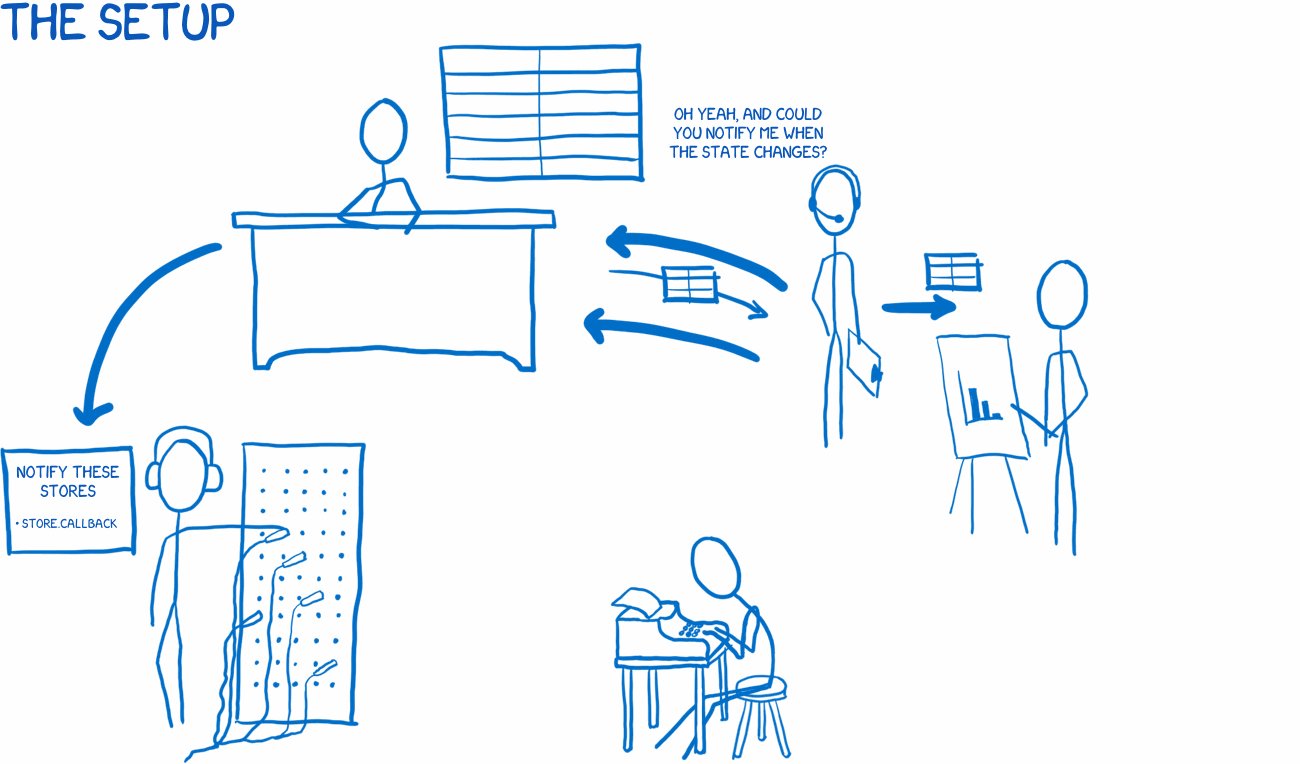 THE SETUP
OH YEAH, AND COULD
YOU NOTIFY ME WHEN
THE STATE CHANGES?
NOTIFY THESE
STORES
• STORE.CALLBACK